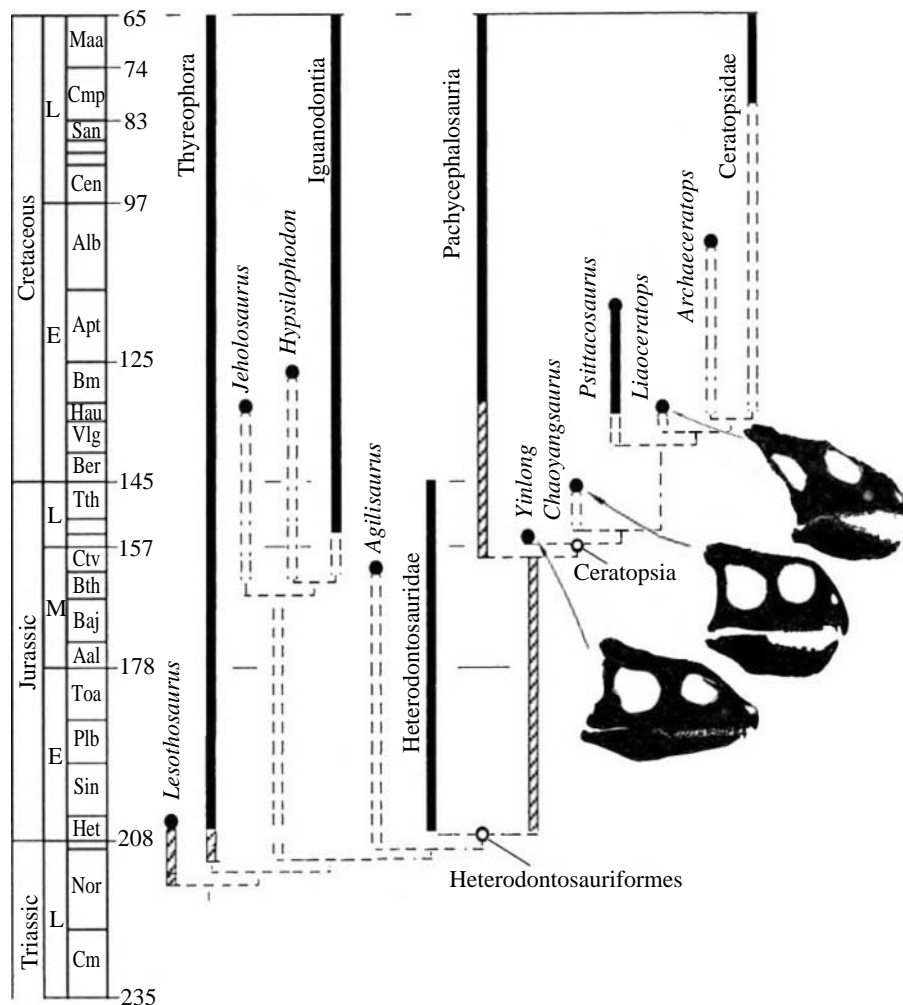 65
Maa
74
Cmp
83
San
Cen
97
Alb
Apt
125
Bm
Hau
Vlg
Ber
145
Tth
157
Ctv
Bth
Baj
Aal
178
Toa
Plb
Sin
Het
208
Nor
Cm
235
L
E
L
M
E
L
Cretaceous
Jurassic
Triassic
Lesothosaurus
Thyreophora
Jeholosaurus
Hypsilophodon
Iguanodontia
Agilisaurus
Heterodontosauridae
Pachycephalosauria
Yinlong
Chaoyangsaurus
Psittacosaurus
Liaoceratops
Archaeceratops
Ceratopsidae
Ceratopsia
Heterodontosauriformes